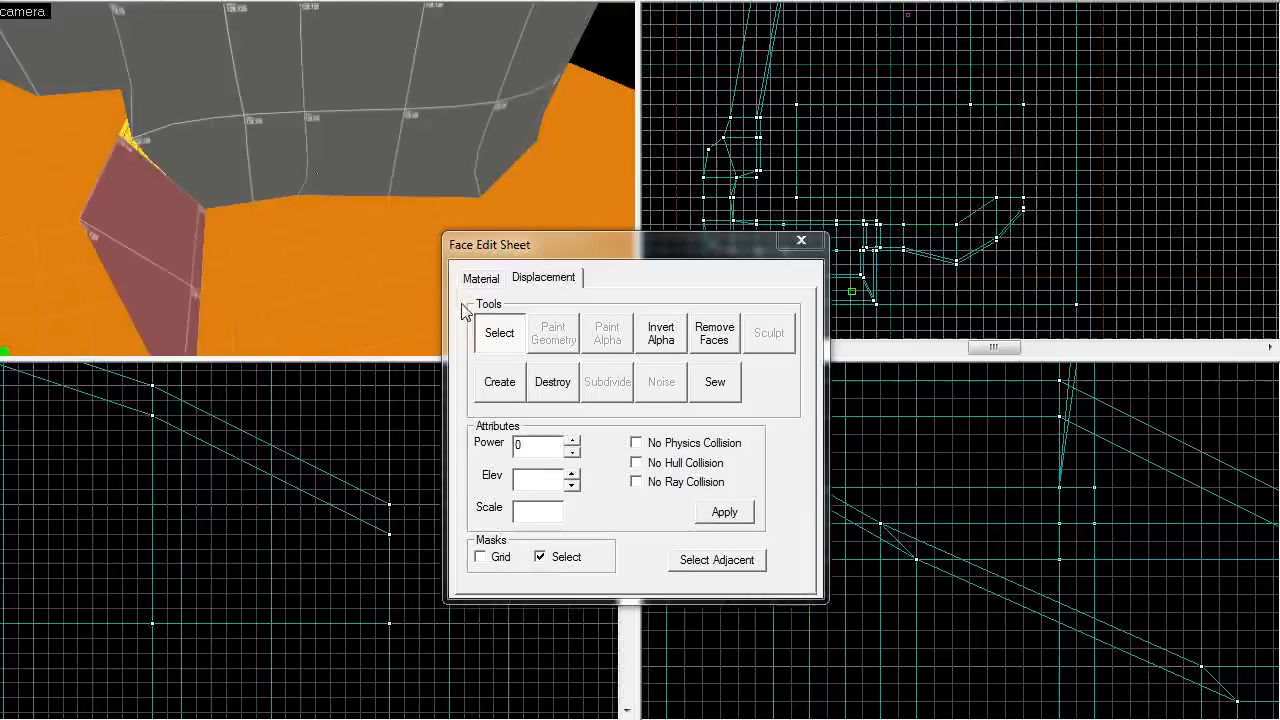 camera
Face Edit Sheet
Material
Displacement
Tools
Select
Paint Geometry
Paint Alpha
Invert Alpha
Remove Faces
Sculpt
Create
Destroy
Subdivide
Noise
Sew
Attributes
Power
0
No Physics Collision
No Hull Collision
Elev
No Ray Collision
Scale
Apply
Masks
Grid
Select
Select Adjacent